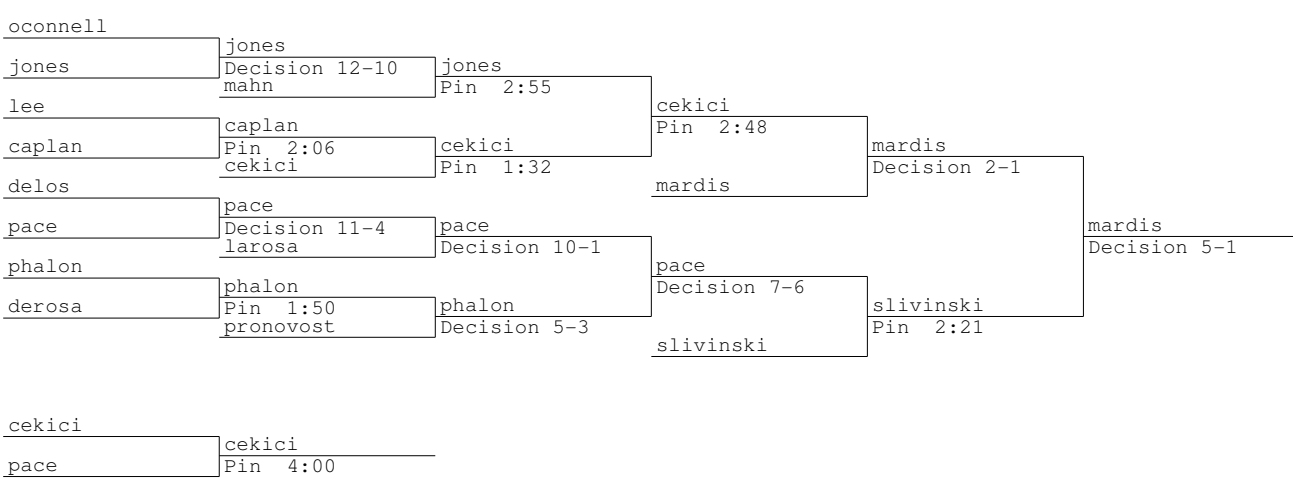 oconnell
jones
jones
Decision 12-10
jones
mahn
Pin 2:55
lee
cekici
caplan
Pin 2:48
caplan
Pin 2:06
cekici
mardis
cekici
Pin 1:32
Decision 2-1
delos
mardis
pace
pace
Decision 11-4
pace
mardis
larosa
Decision 10-1
Decision 5-1
phalon
pace
phalon
Decision 7-6
derosa
Pin 1:50
phalon
slivinski
pronovost
Decision 5-3
Pin 2:21
slivinski
cekici
cekici
pace
Pin 4:00